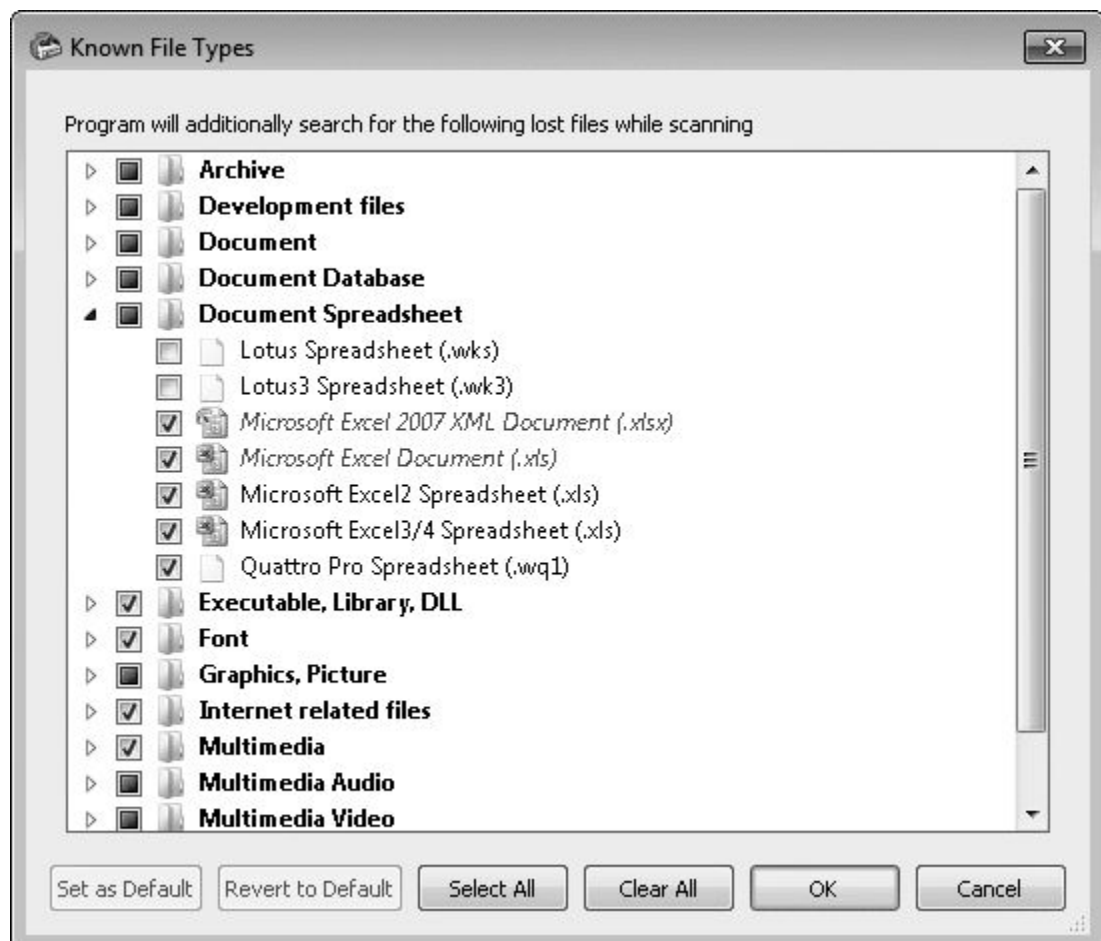 Known File Types
Program will additionally search for the following lost files while scanning
Archive
Development files
Document
Document Database
Document Spreadsheet
Lotus Spreadsheet (.wks)
Lotus3 Spreadsheet (.wk3)
Microsoft Excel 2007 XML Document (.xlsx)
Microsoft Excel Document (.xls)
Microsoft Excel2 Spreadsheet (.xls)
Microsoft Excel3/4 Spreadsheet (.xls)
Quattro Pro Spreadsheet (.wq1)
Executable, Library, DLL
Font
Graphics, Picture
Internet related files
Multimedia
Multimedia Audio
Multimedia Video
Set as Default Revert to Default Select All Clear All OK Cancel